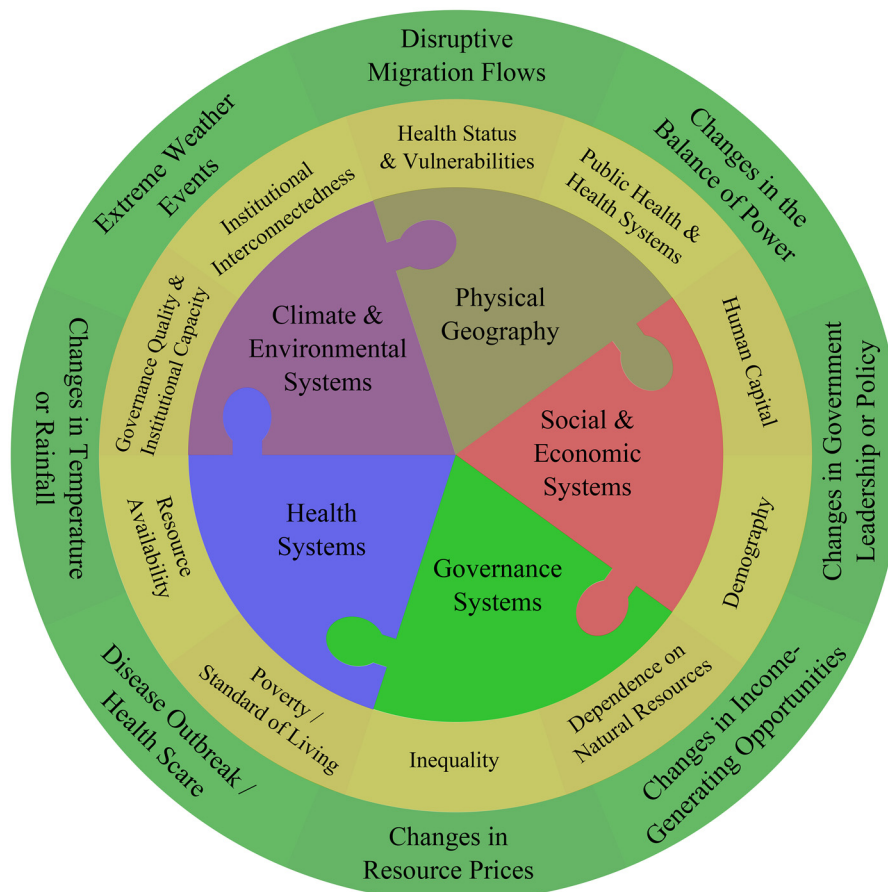 Disruptive
Migration Flows
Changes in the
Balance of Power
Changes in Government
Leadership or Policy
Changes in Income-
Generating Opportunities
Changes in
Resource Prices
Disease Outbreak /
Health Scare
Changes in Temperature
or Rainfall
Extreme Weather
Events
Health Status
& Vulnerabilities
Public Health &
Health Systems
Human Capital
Demography
Dependence on
Natural Resources
Inequality
Poverty /
Standard of Living
Resource
Availability
Governance Quality &
Institutional Capacity
Institutional
Interconnectedness
Physical
Geography
Social &
Economic
Systems
Governance
Systems
Health
Systems
Climate &
Environmental
Systems